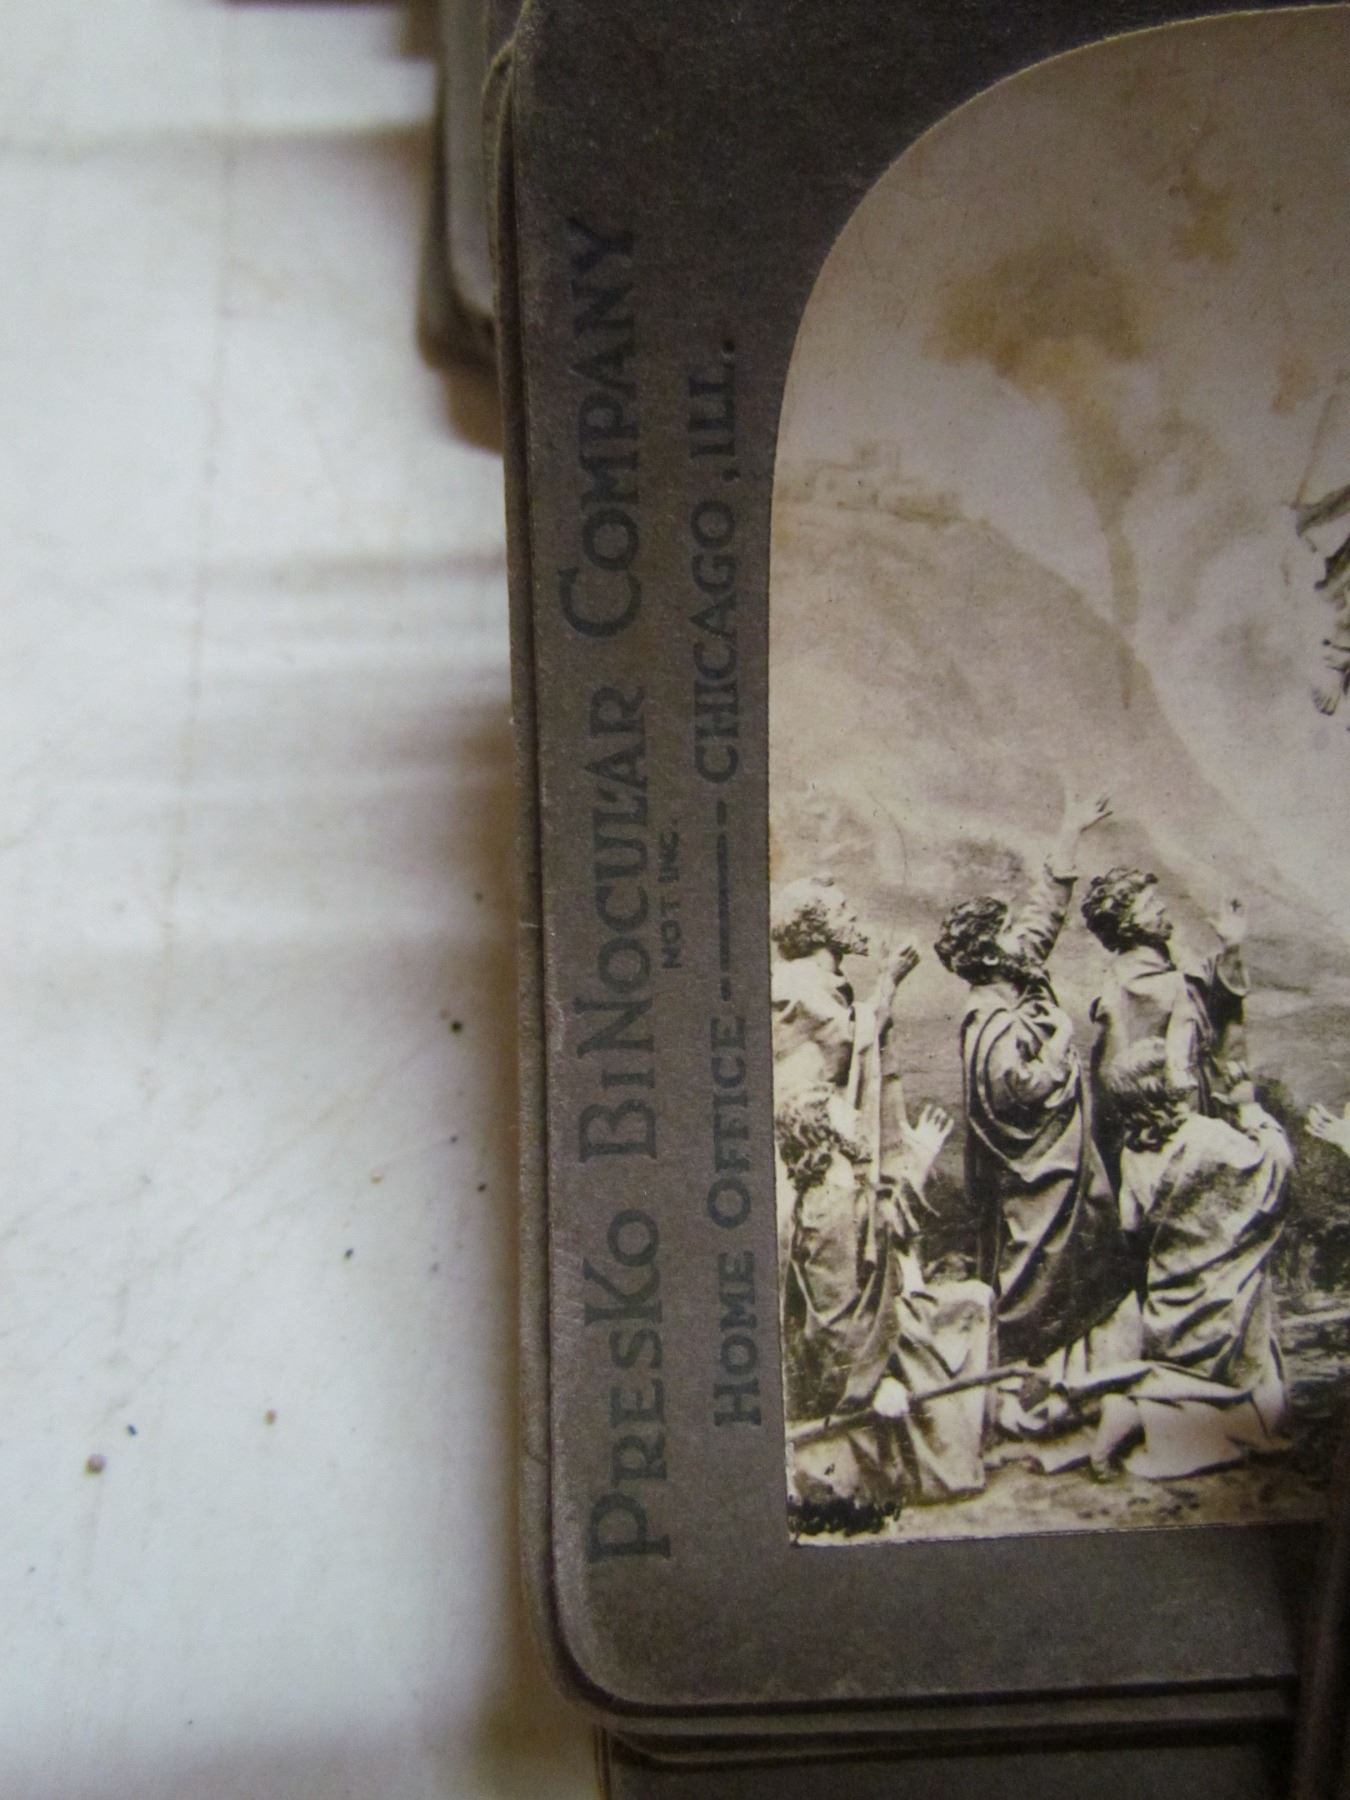 PRESKO BINOCULAR COMPANY
NOT INC.
HOME OFFICE -——- CHICAGO, ILL.